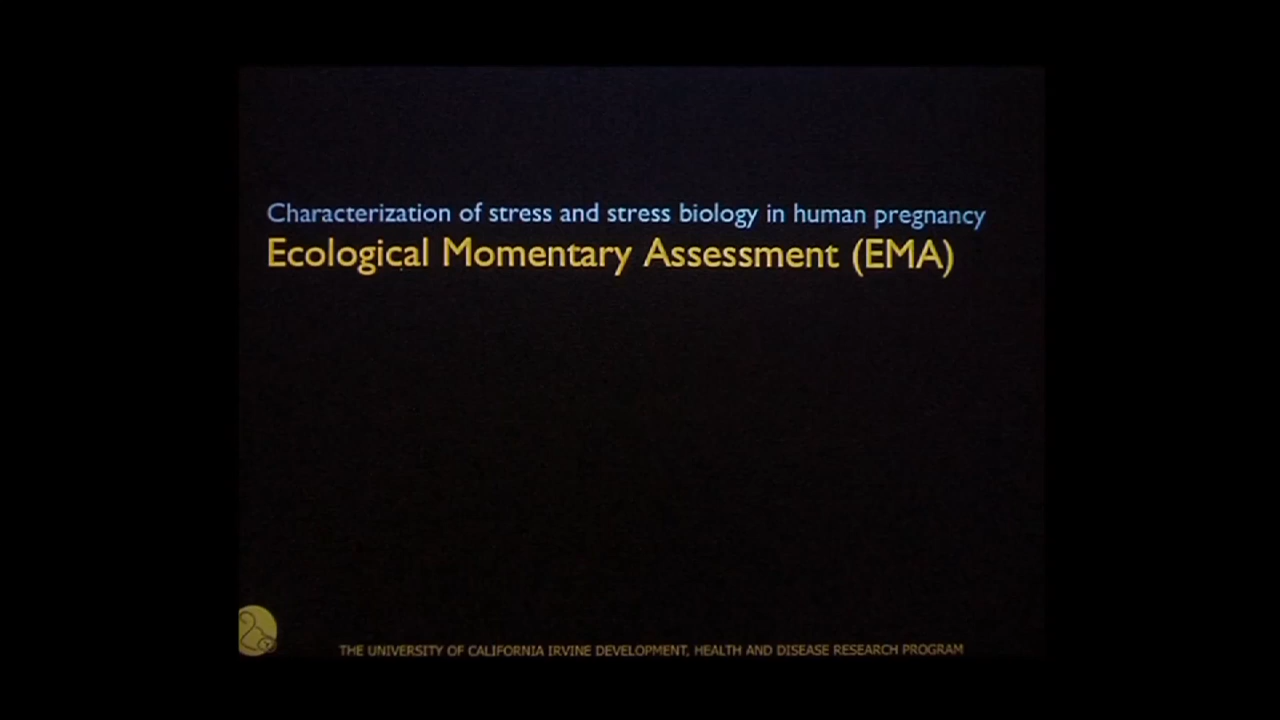 Characterization of stress and stress biology in human pregnancy
Ecological Momentary Assessment (EMA)
THE UNIVERSITY OF CALIFORNIA IRVINE DEVELOPMENT, HEALTH AND DISEASE RESEARCH PROGRAM